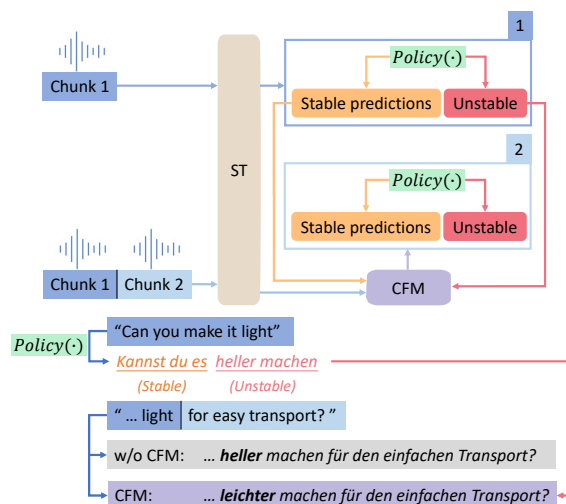 1
Policy(·)
Chunk 1
Stable predictions
Unstable
ST
2
Policy(·)
Stable predictions
Unstable
Chunk 1
Chunk 2
CFM
Policy(·)
“Can you make it light”
Kannst du es heller machen
(Stable) (Unstable)
“ ... light for easy transport? ”
w/o CFM: ... heller machen für den einfachen Transport?
CFM: ... leichter machen für den einfachen Transport?